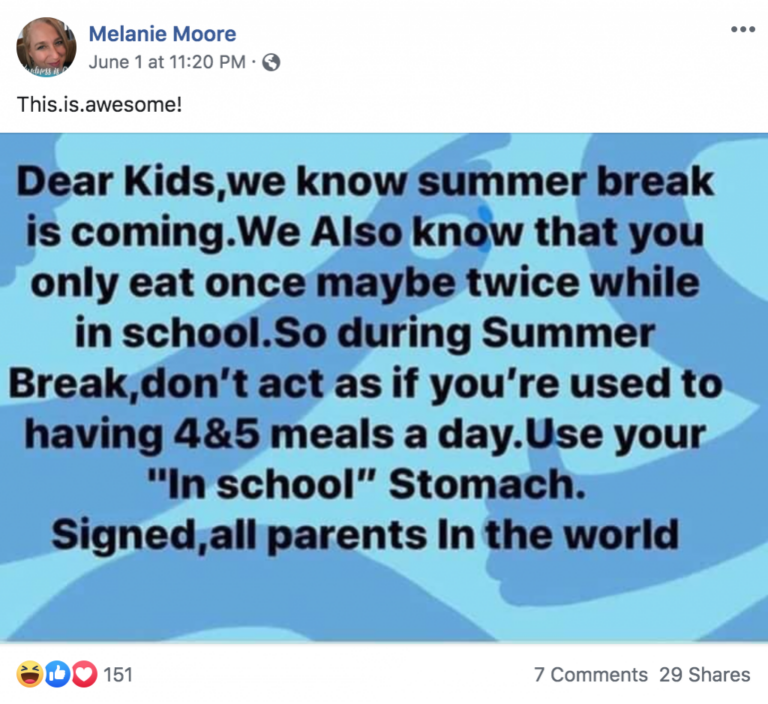 Melanie Moore
June 1 at 11:20 PM ·
This.is.awesome!
Dear Kids,we know summer break
is coming.We Also know that you
only eat once maybe twice while
in school.So during Summer
Break,don't act as if you're used to
having 4&5 meals a day.Use your
"In school” Stomach.
Signed,all parents In the world
151
7 Comments 29 Shares